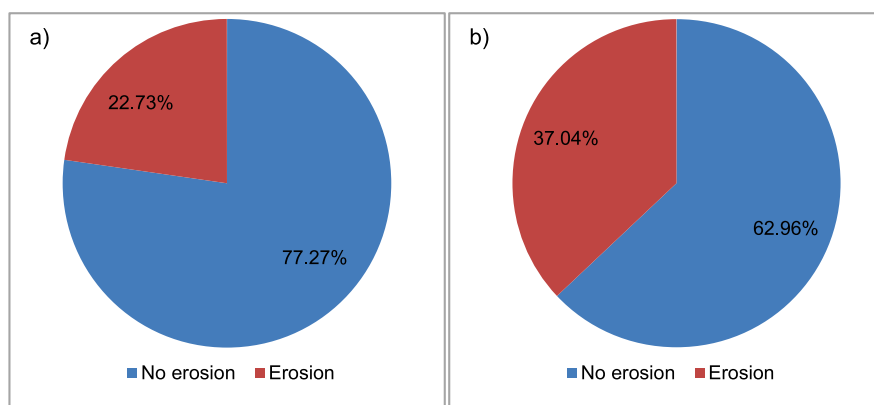 a)
22.73%
77.27%
No erosion Erosion
b)
37.04%
62.96%
No erosion Erosion